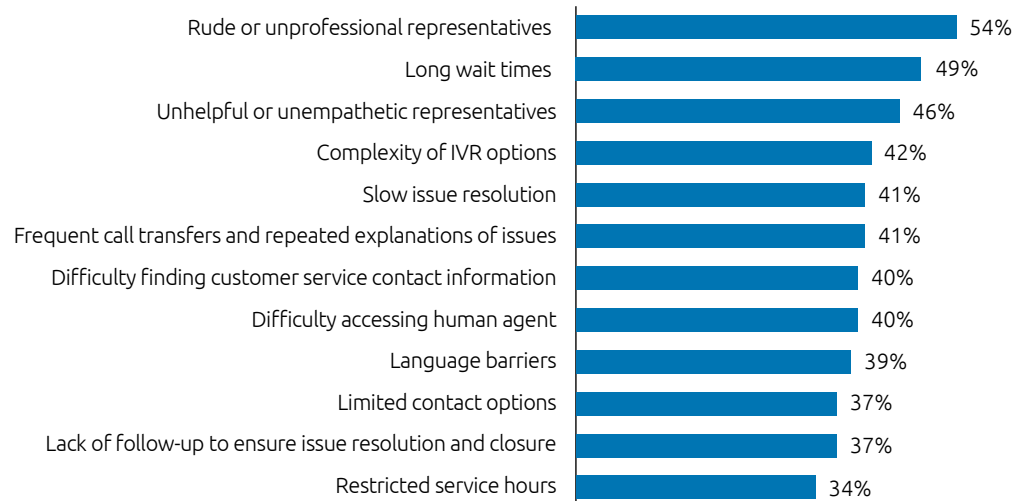 Rude or unprofessional representatives 54%
Long wait times 49%
Unhelpful or unempathetic representatives 46%
Complexity of IVR options 42%
Slow issue resolution 41%
Frequent call transfers and repeated explanations of issues 41%
Difficulty finding customer service contact information 40%
Difficulty accessing human agent 40%
Language barriers 39%
Limited contact options 37%
Lack of follow-up to ensure issue resolution and closure 37%
Restricted service hours 34%